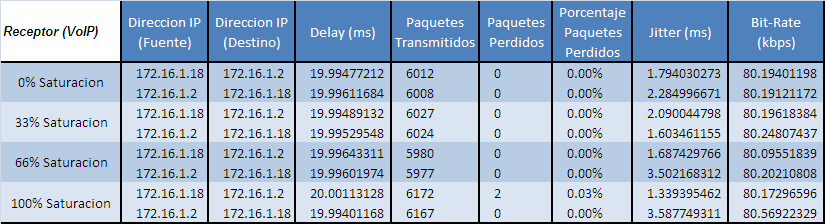 Receptor (VoIP) Direccion IP (Fuente) Direccion IP (Destino) Delay (ms) Paquetes Transmitidos Paquetes Perdidos Porcentaje Paquetes Perdidos Jitter (ms) Bit-Rate (kbps)
0% Saturacion 172.16.1.18 172.16.1.2 19.99477212 6012 0 0.00% 1.794030273 80.19401198
172.16.1.2 172.16.1.18 19.99611684 6008 0 0.00% 2.284996671 80.19121172
33% Saturacion 172.16.1.18 172.16.1.2 19.99489132 6027 0 0.00% 2.090044798 80.19618384
172.16.1.2 172.16.1.18 19.99529548 6024 0 0.00% 1.603461155 80.24807437
66% Saturacion 172.16.1.18 172.16.1.2 19.99643311 5980 0 0.00% 1.687429766 80.09551839
172.16.1.2 172.16.1.18 19.99601974 5977 0 0.00% 3.502168312 80.20210808
100% Saturacion 172.16.1.18 172.16.1.2 20.00113128 6172 2 0.03% 1.339395462 80.17296596
172.16.1.2 172.16.1.18 19.99401168 6167 0 0.00% 3.587749311 80.56922329